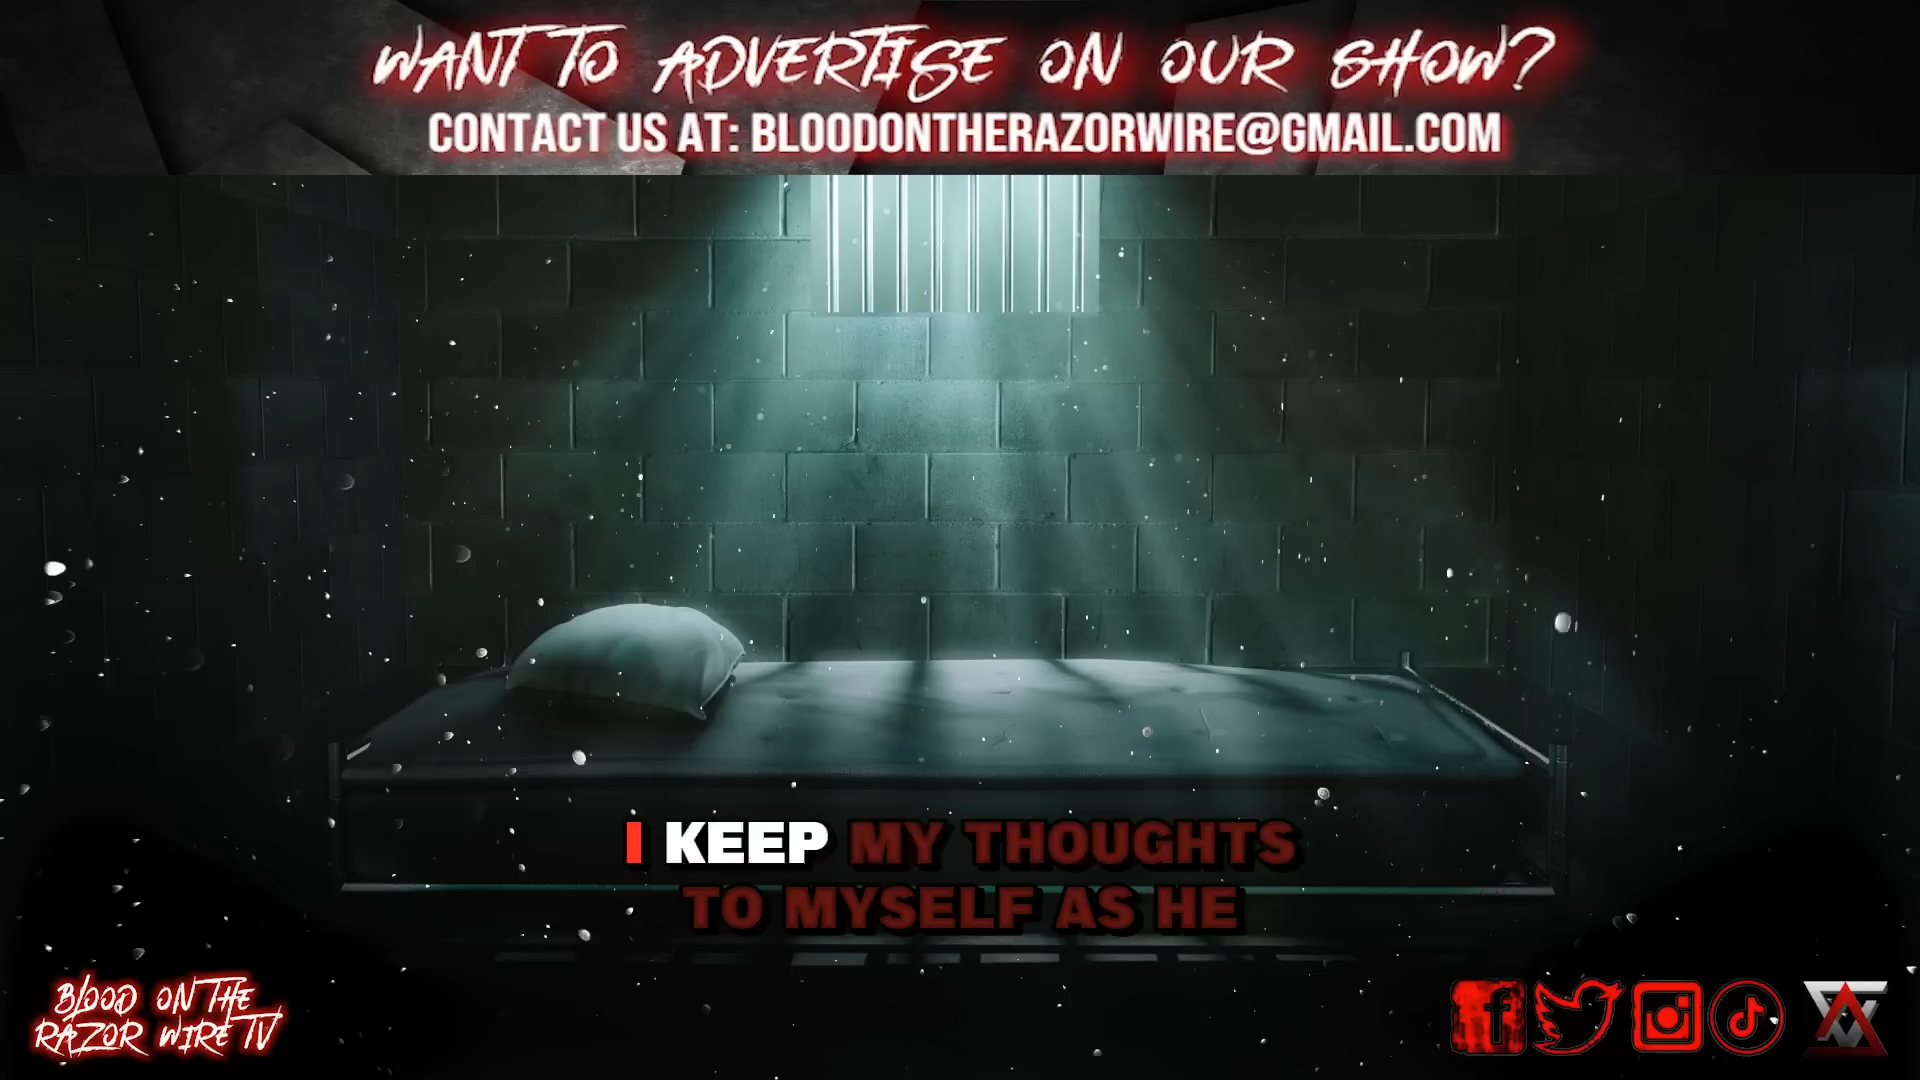 WANT TO ADVERTISE ON OUR SHOW?
CONTACT US AT: BLOODONTHERAZORWIRE@GMAIL.COM
I KEEP MY THOUGHTS
TO MYSELF AS HE
BLOOD ON THE
RAZOR WIRE TV